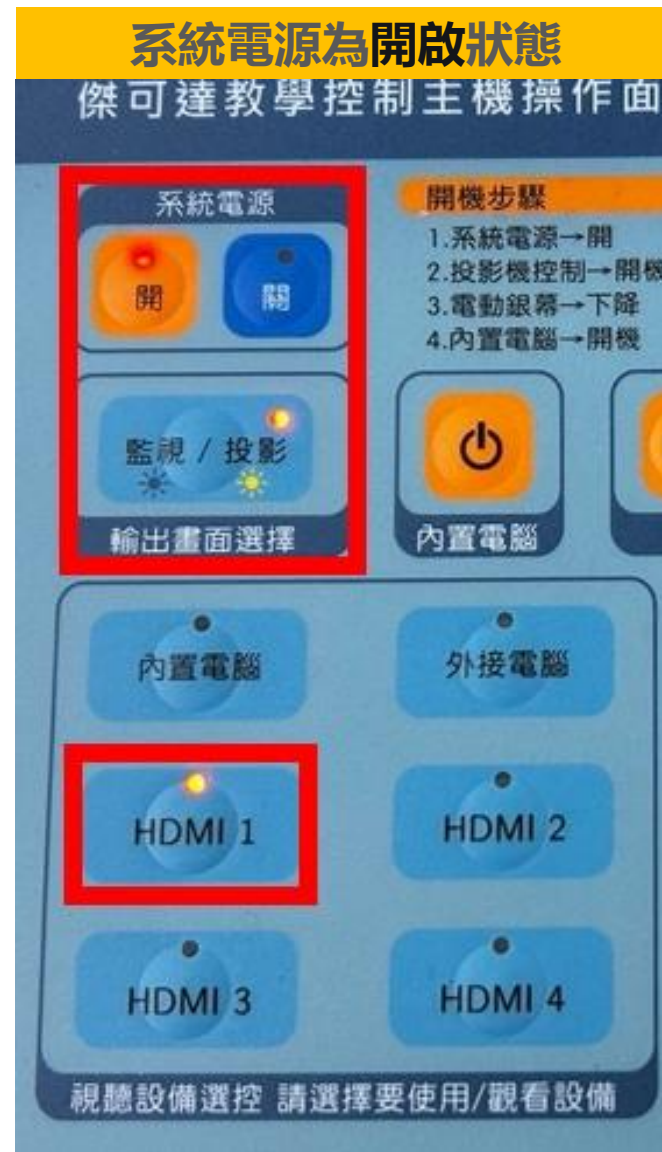 系統電源為開啟狀態
傑可達教學控制主機操作面
系統電源
開
關
開機步驟
1.系統電源→開
2.投影機控制→開機
3.電動銀幕→下降
4.內置電腦→開機
監視 / 投影
輸出畫面選擇
內置電腦
內置電腦
外接電腦
HDMI 1
HDMI 2
HDMI 3
HDMI 4
視聽設備選控 請選擇要使用/觀看設備